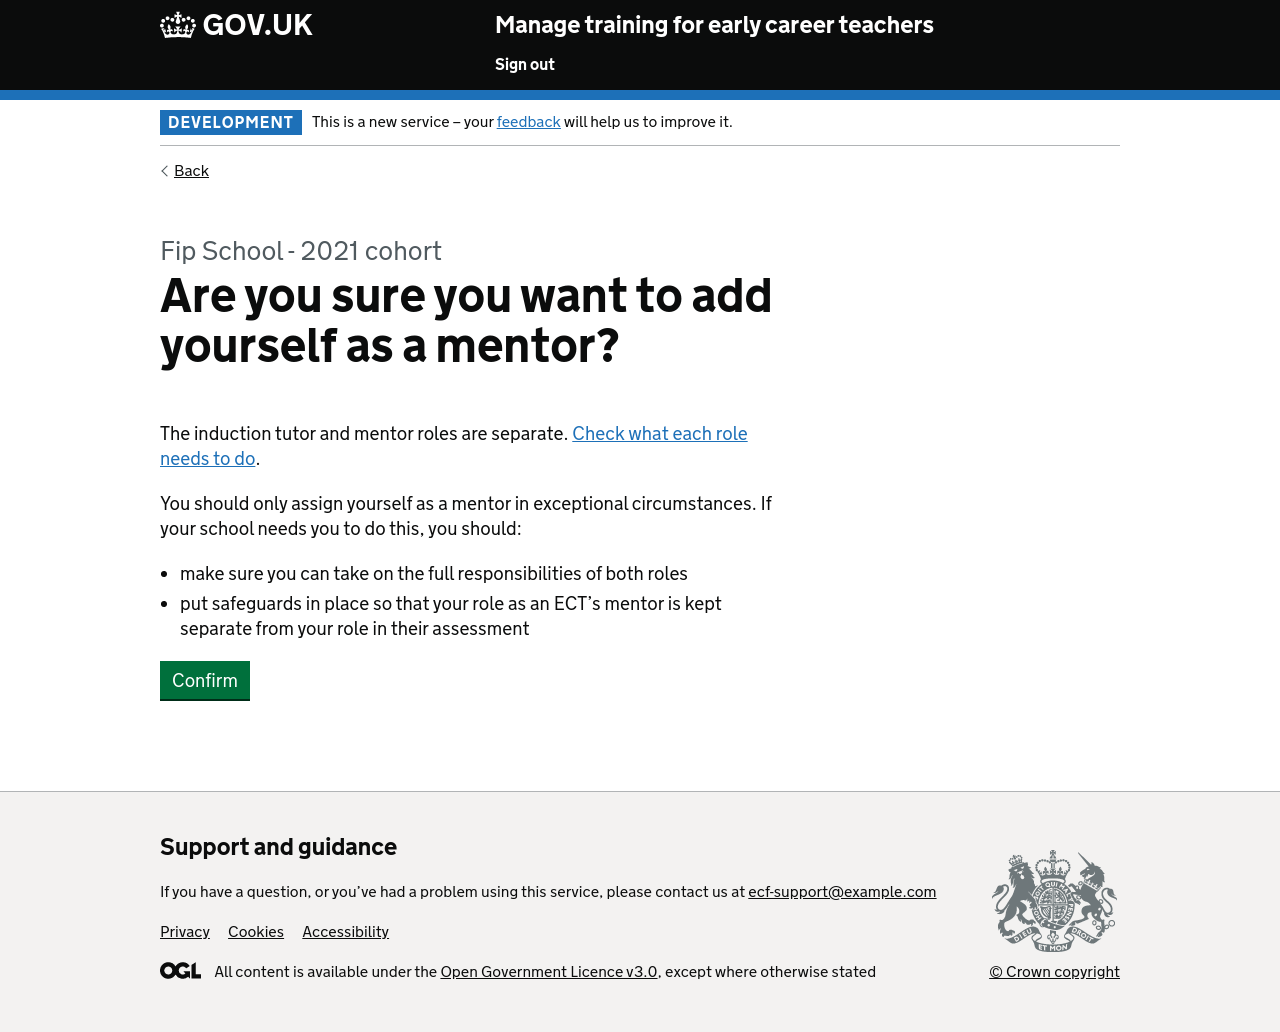 GOV.UK
Manage training for early career teachers
Sign out
DEVELOPMENT
This is a new service – your feedback will help us to improve it.
Back
Fip School - 2021 cohort
Are you sure you want to add
yourself as a mentor?
The induction tutor and mentor roles are separate. Check what each role
needs to do.
You should only assign yourself as a mentor in exceptional circumstances. If
your school needs you to do this, you should:
• make sure you can take on the full responsibilities of both roles
• put safeguards in place so that your role as an ECT’s mentor is kept
separate from your role in their assessment
Confirm
Support and guidance
If you have a question, or you’ve had a problem using this service, please contact us at ecf-support@example.com
Privacy Cookies Accessibility
OGL All content is available under the Open Government Licence v3.0, except where otherwise stated
DIEU ET MON DROIT
© Crown copyright